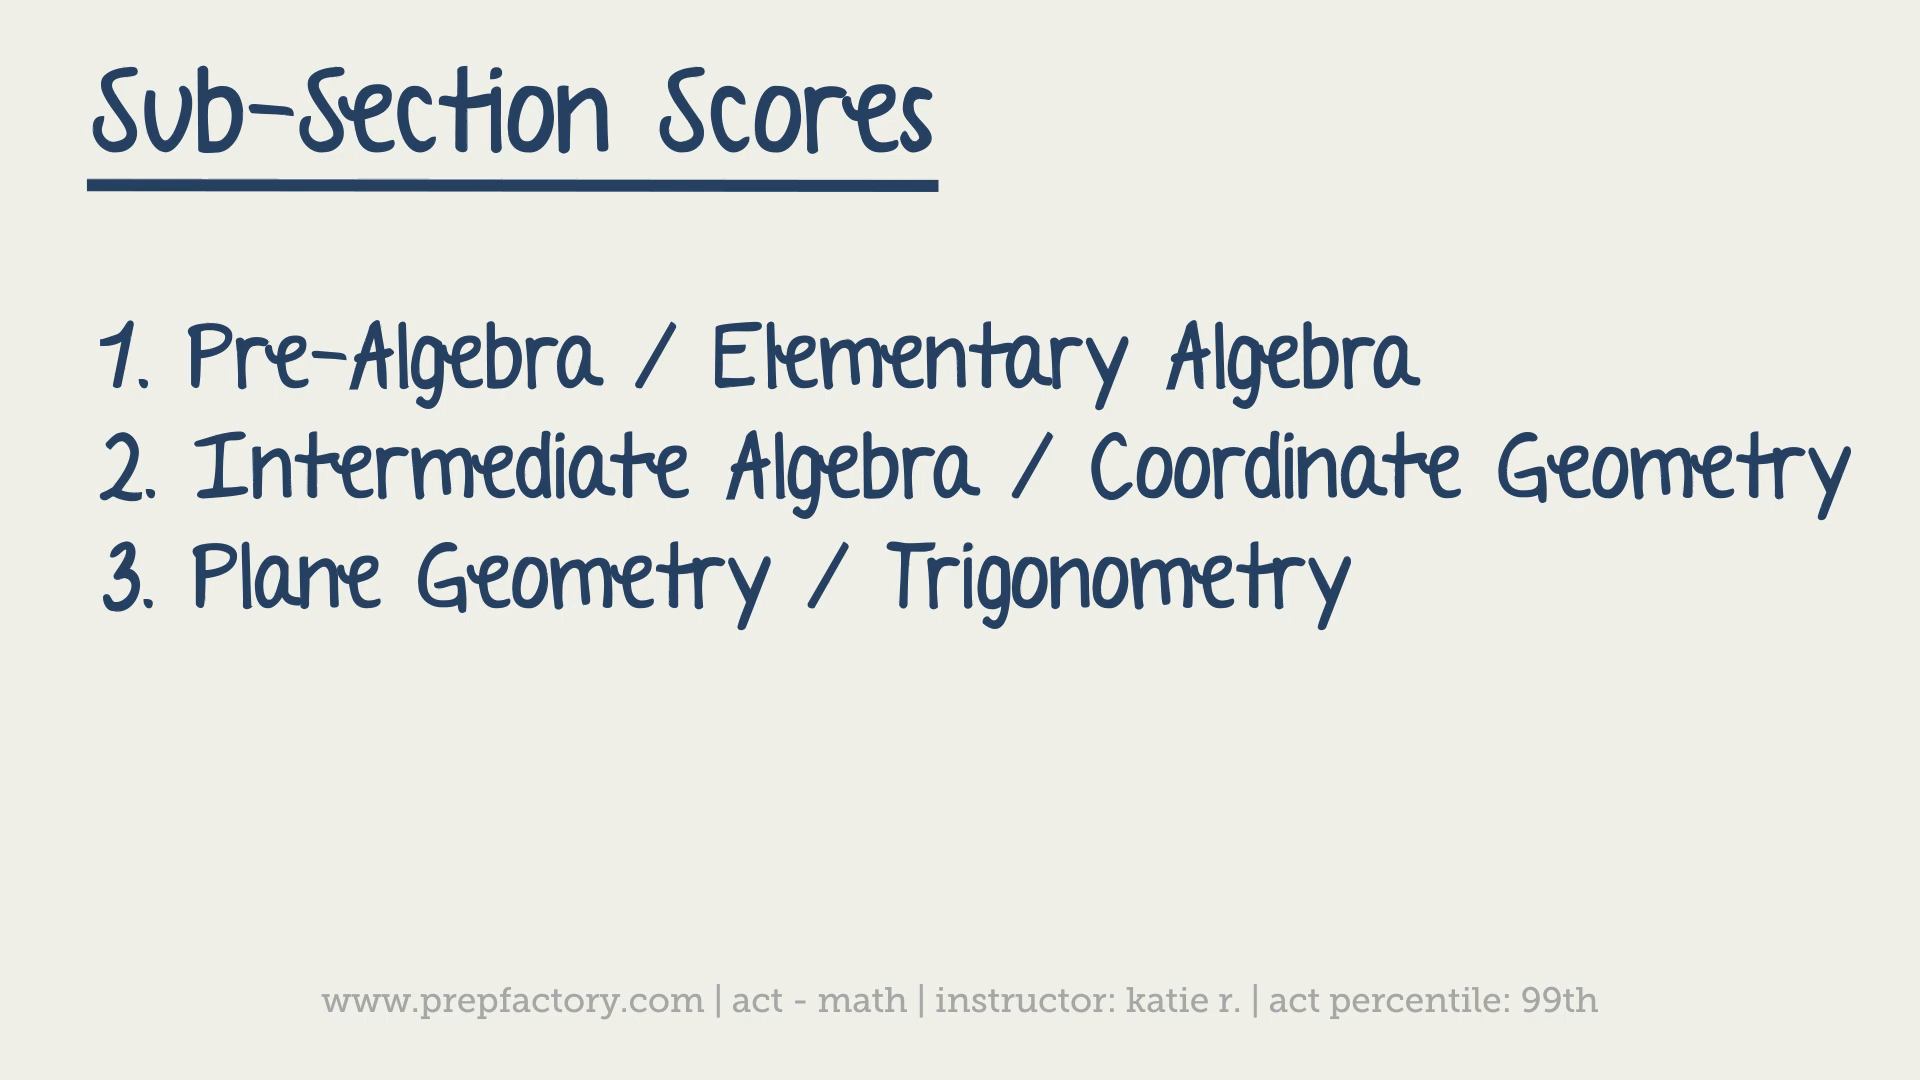 Sub-Section Scores
1. Pre-Algebra / Elementary Algebra
2. Intermediate Algebra / Coordinate Geometry
3. Plane Geometry / Trigonometry
www.prepfactory.com | act - math | instructor: katie r. | act percentile: 99th